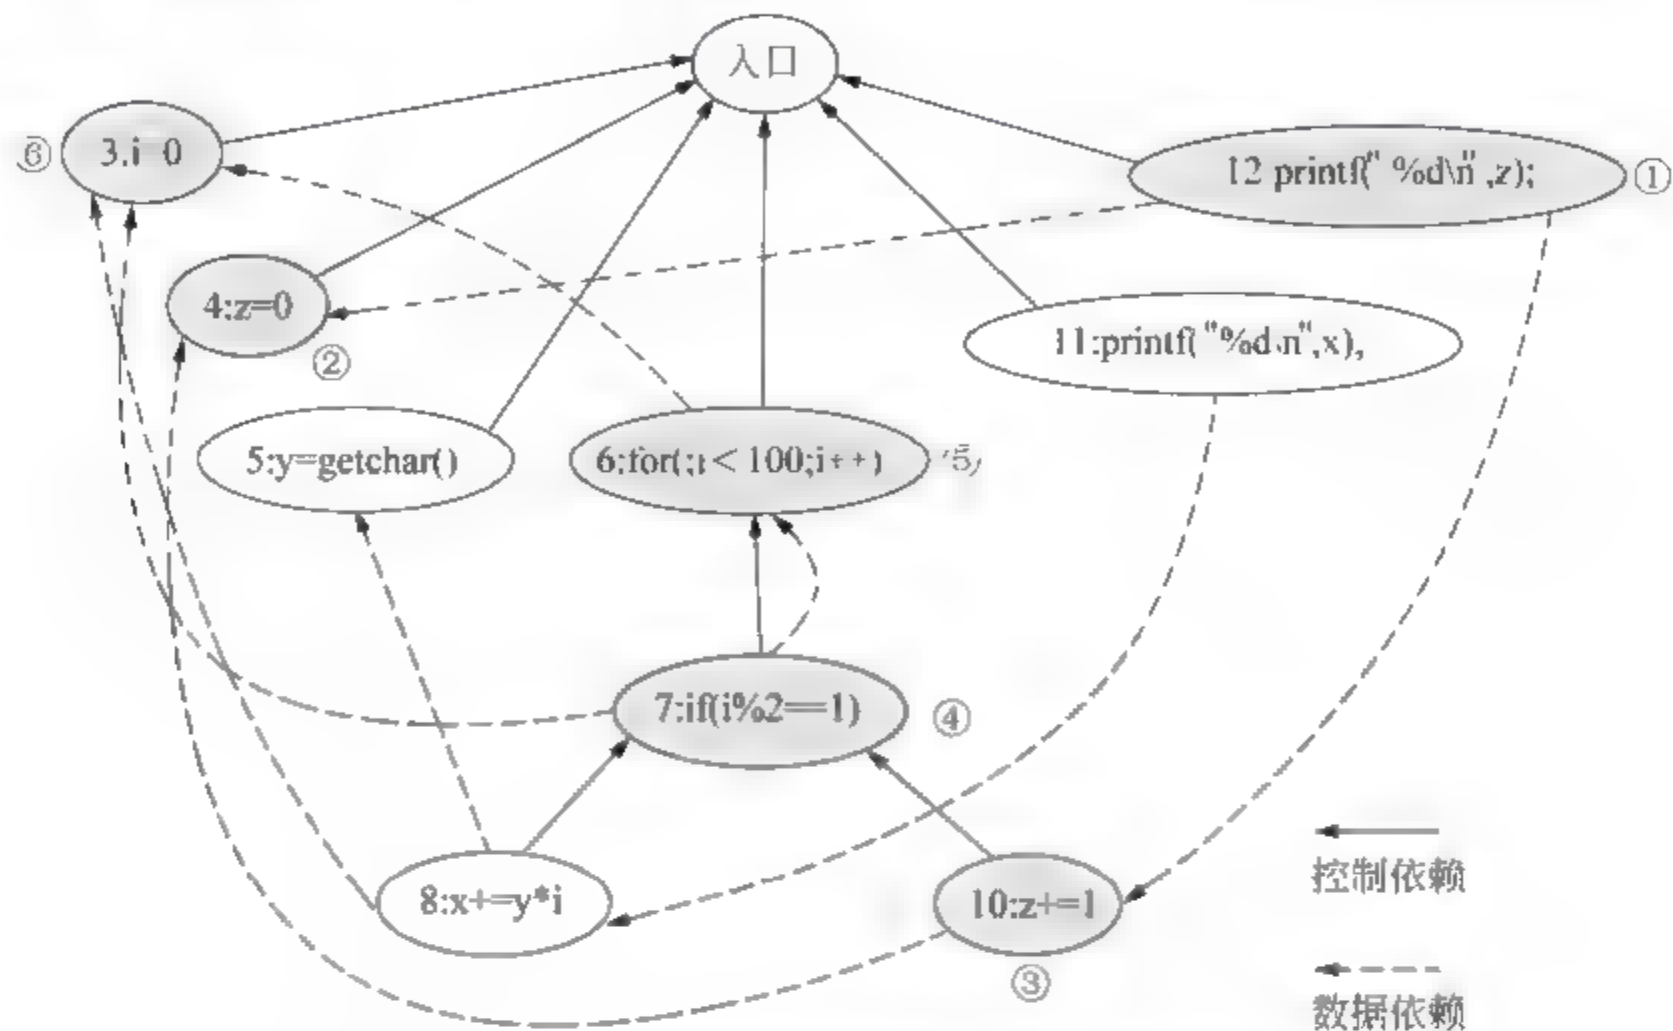 入口
⑥ 3.i=0
12 printf(" %d\n",z); ①
4:z=0
②
11:printf( "%d\n",x),
5:y=getchar()
6:for(;i< 100;i++) ⑤
7:if(i%2==1) ④
8:x+=y*i
10:z+=1
③
控制依赖
数据依赖